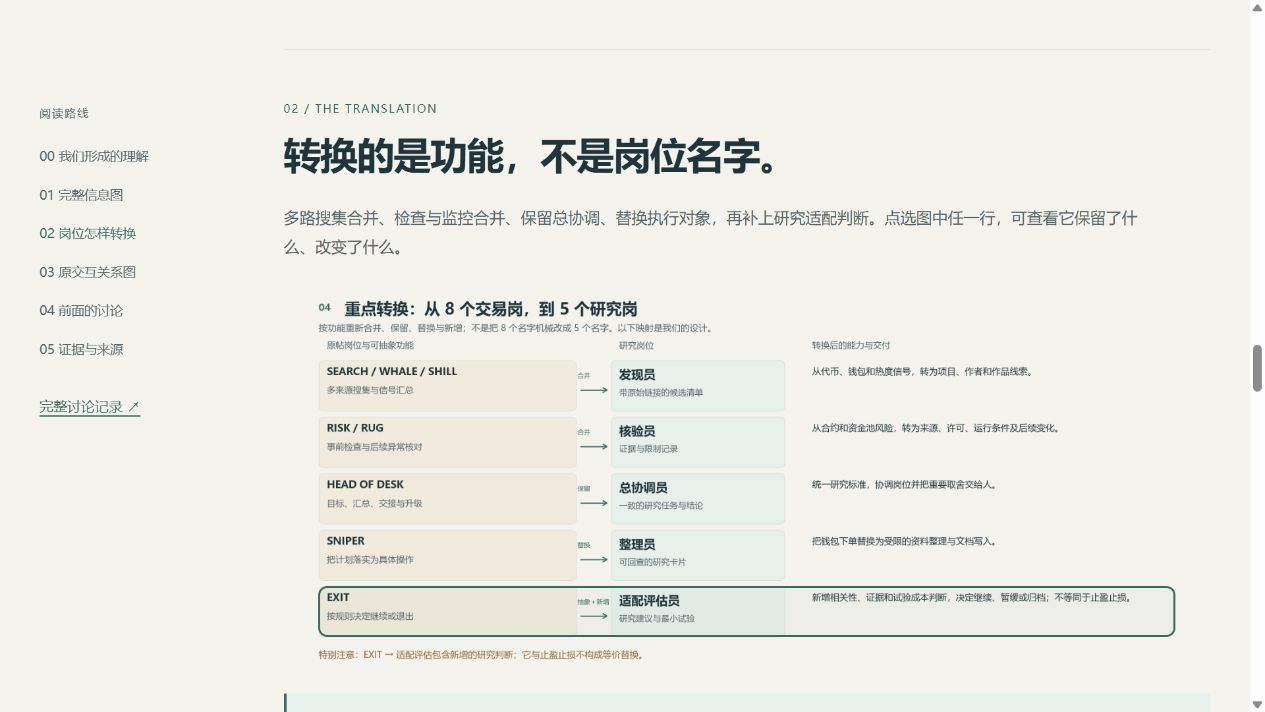 阅读路线
00 我们形成的理解
01 完整信息图
02 岗位怎样转换
03 原交互关系图
04 前面的讨论
05 证据与来源
完整讨论记录 ↗
02 / THE TRANSLATION
转换的是功能，不是岗位名字。
多路搜集合并、检查与监控合并、保留总协调、替换执行对象，再补上研究适配判断。点选图中任一行，可查看它保留了什
么、改变了什么。
04 重点转换：从 8 个交易岗，到 5 个研究岗
按功能重新合并、保留、替换与新增；不是把 8 个名字机械改成 5 个名字。以下映射是我们的设计。
原帖岗位与可抽象功能
研究岗位
转换后的能力与交付
SEARCH / WHALE / SHILL
多来源搜集与信号汇总
合并
发现员
带原始链接的候选清单
从代币、钱包和热度信号，转为项目、作者和作品线索。
RISK / RUG
事前检查与后续异常核对
合并
核验员
证据与限制记录
从合约和资金池风险，转为来源、许可、运行条件及后续变化。
HEAD OF DESK
目标、汇总、交接与升级
保留
总协调员
一致的研究任务与结论
统一研究标准，协调岗位并把重要取舍交给人。
SNIPER
把计划落实为具体操作
替换
整理员
可回查的研究卡片
把钱包下单替换为受限的资料整理与文档写入。
EXIT
按规则决定继续或退出
抽象 + 新增
适配评估员
研究建议与最小试验
新增相关性、证据和试验成本判断，决定继续、暂缓或归档；不等同于止盈止损。
特别注意：EXIT → 适配评估包含新增的研究判断；它与止盈止损不构成等价替换。